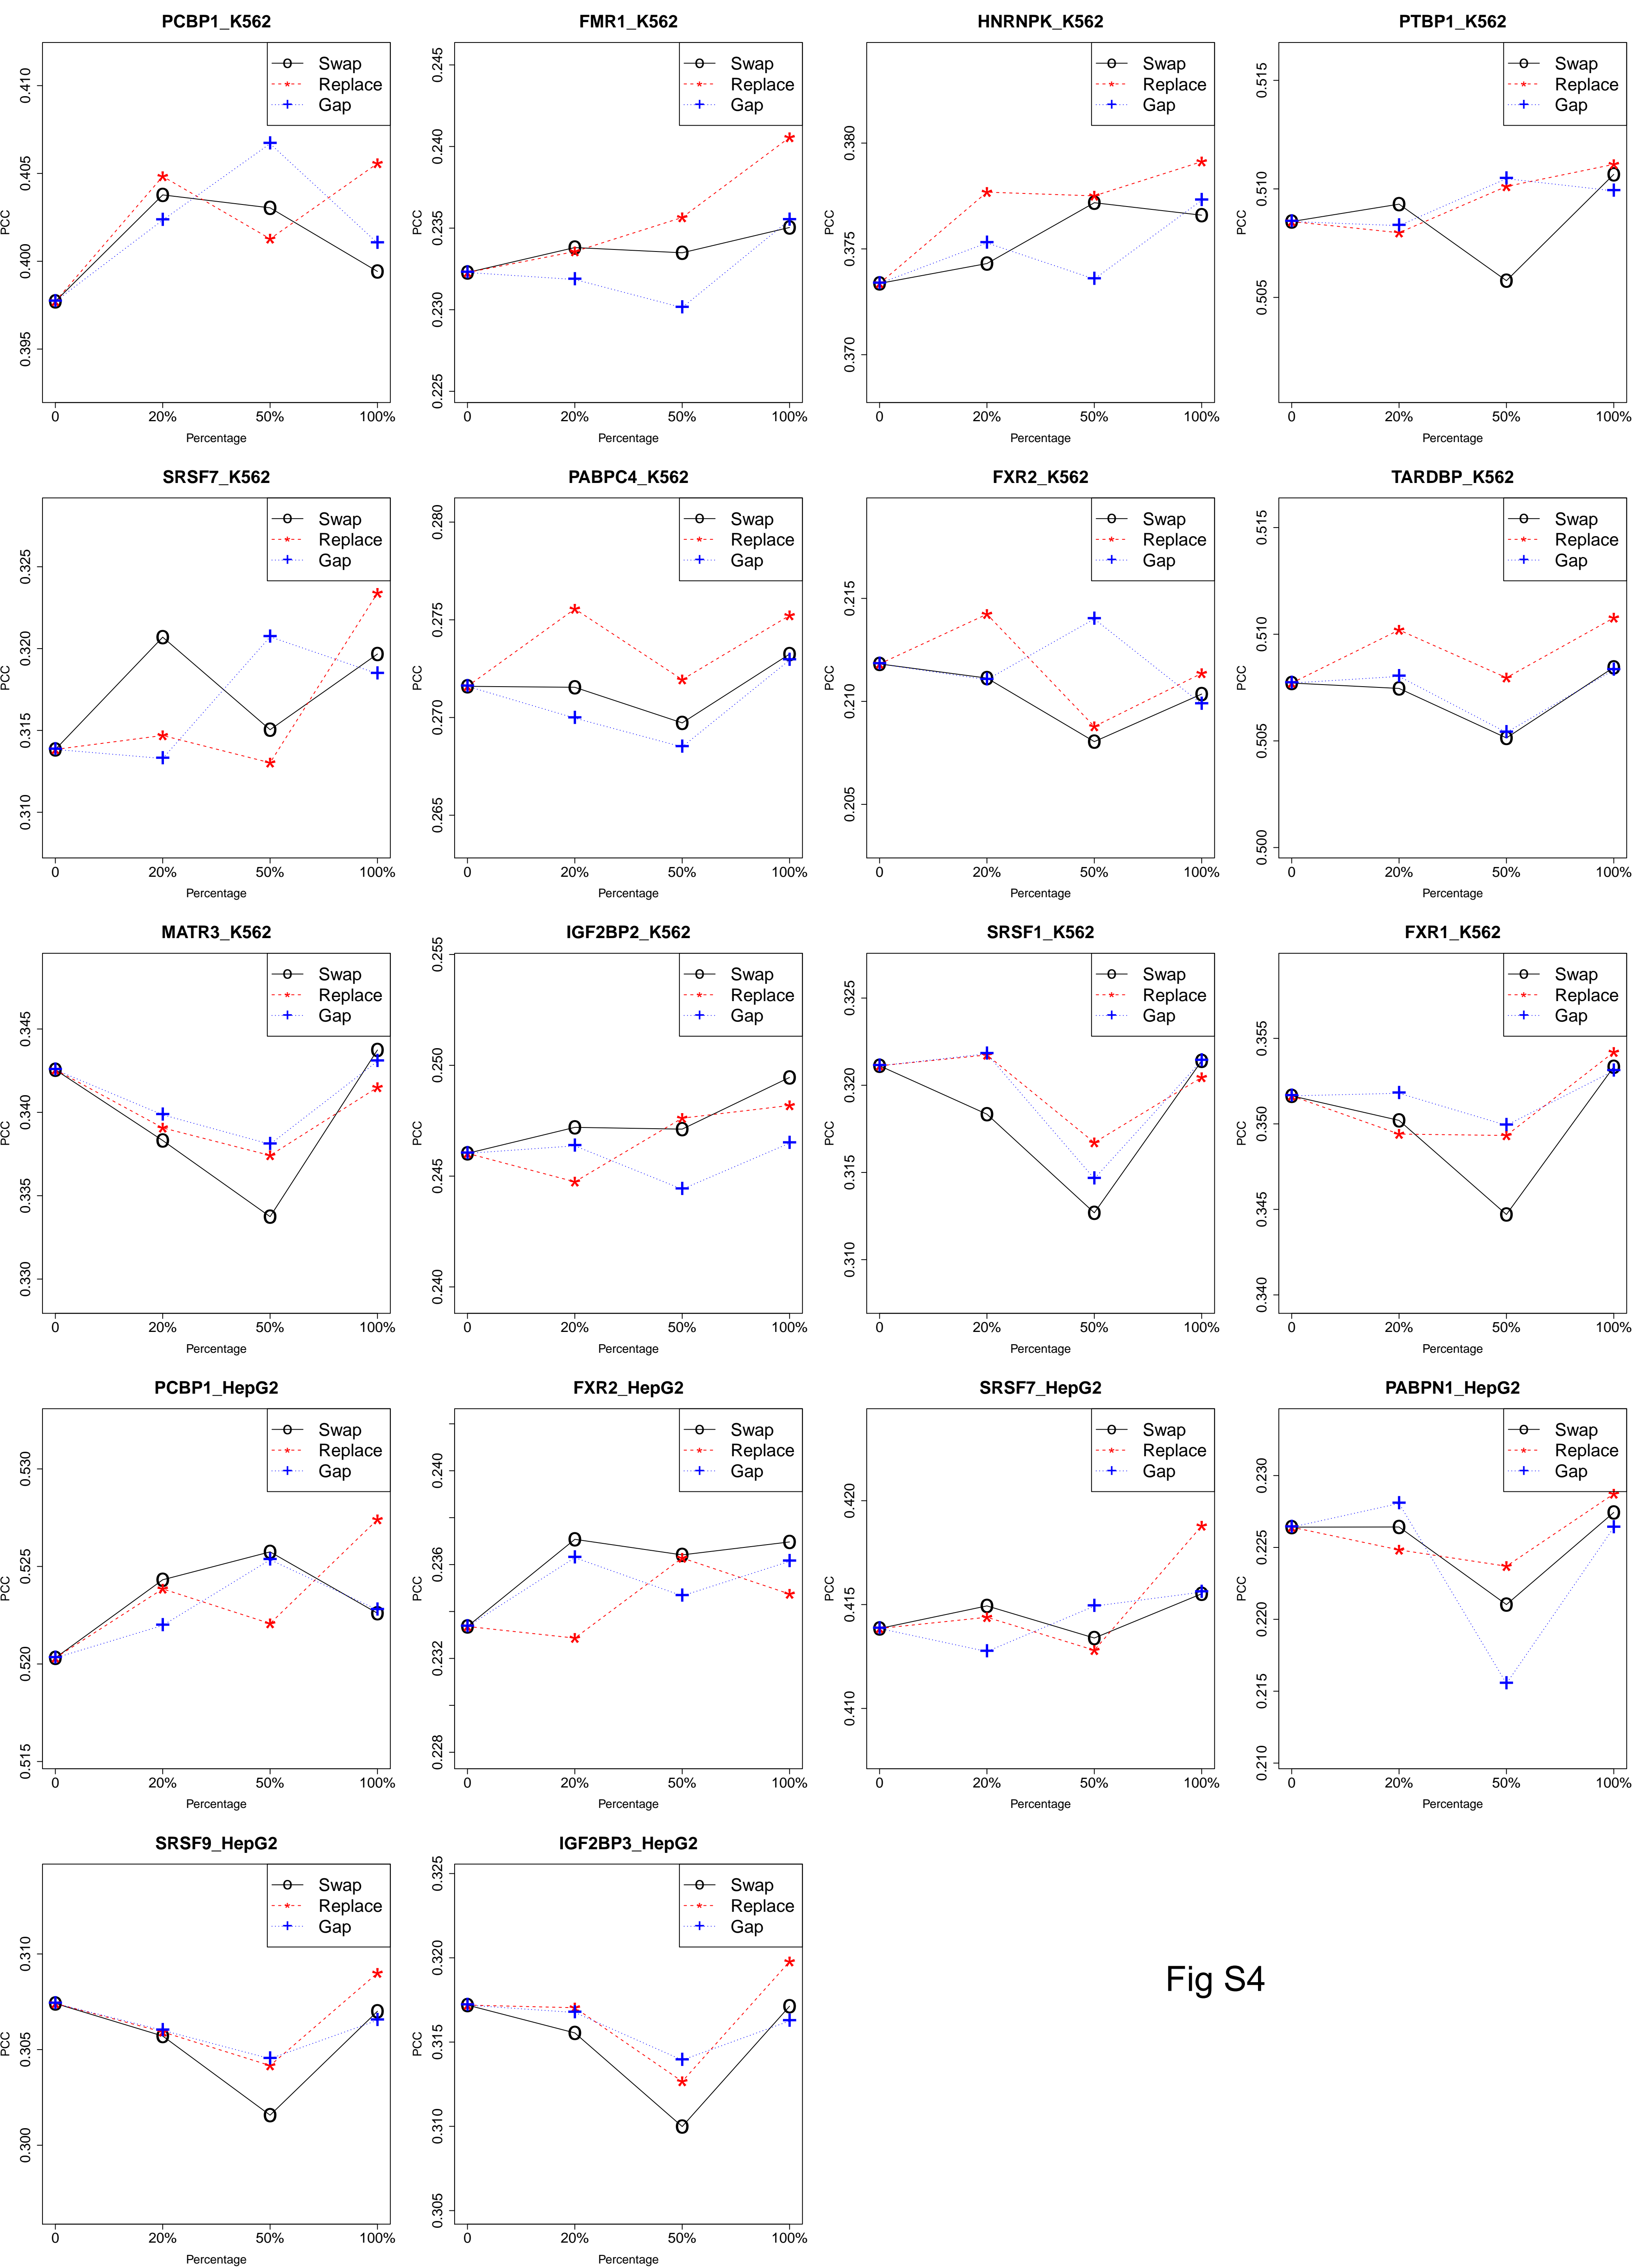 PCBP1_K562
FMR1_K562
HNRNPK_K562
PTBP1_K562
Swap
Replace
Gap
PCC
0.395
0.400
0.405
0.410
0 20% 50% 100%
Percentage
Swap
Replace
Gap
PCC
0.225
0.230
0.235
0.240
0.245
0 20% 50% 100%
Percentage
Swap
Replace
Gap
PCC
0.370
0.375
0.380
0 20% 50% 100%
Percentage
Swap
Replace
Gap
PCC
0.505
0.510
0.515
0 20% 50% 100%
Percentage
SRSF7_K562
PABPC4_K562
FXR2_K562
TARDBP_K562
Swap
Replace
Gap
PCC
0.310
0.315
0.320
0.325
0 20% 50% 100%
Percentage
Swap
Replace
Gap
PCC
0.265
0.270
0.275
0.280
0 20% 50% 100%
Percentage
Swap
Replace
Gap
PCC
0.205
0.210
0.215
0 20% 50% 100%
Percentage
Swap
Replace
Gap
PCC
0.500
0.505
0.510
0.515
0 20% 50% 100%
Percentage
MATR3_K562
IGF2BP2_K562
SRSF1_K562
FXR1_K562
Swap
Replace
Gap
PCC
0.330
0.335
0.340
0.345
0 20% 50% 100%
Percentage
Swap
Replace
Gap
PCC
0.240
0.245
0.250
0.255
0 20% 50% 100%
Percentage
Swap
Replace
Gap
PCC
0.310
0.315
0.320
0.325
0 20% 50% 100%
Percentage
Swap
Replace
Gap
PCC
0.340
0.345
0.350
0.355
0 20% 50% 100%
Percentage
PCBP1_HepG2
FXR2_HepG2
SRSF7_HepG2
PABPN1_HepG2
Swap
Replace
Gap
PCC
0.515
0.520
0.525
0.530
0 20% 50% 100%
Percentage
Swap
Replace
Gap
PCC
0.228
0.232
0.236
0.240
0 20% 50% 100%
Percentage
Swap
Replace
Gap
PCC
0.410
0.415
0.420
0 20% 50% 100%
Percentage
Swap
Replace
Gap
PCC
0.210
0.215
0.220
0.225
0.230
0 20% 50% 100%
Percentage
SRSF9_HepG2
IGF2BP3_HepG2
Swap
Replace
Gap
PCC
0.300
0.305
0.310
0 20% 50% 100%
Percentage
Swap
Replace
Gap
PCC
0.305
0.310
0.315
0.320
0.325
0 20% 50% 100%
Percentage
Fig S4